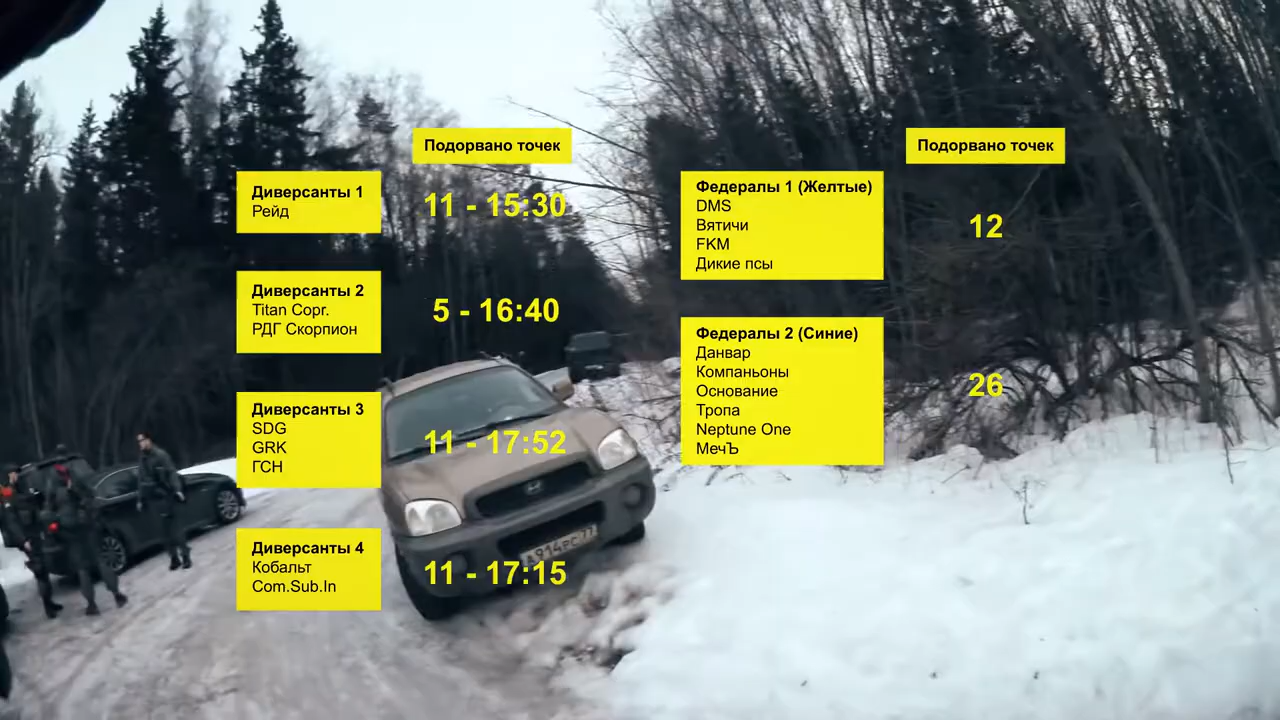 Подорвано точек
Диверсанты 1
Рейд
11 - 15:30
Диверсанты 2
Titan Copr.
РДГ Скорпион
5 - 16:40
Диверсанты 3
SDG
GRK
ГСН
11 - 17:52
Диверсанты 4
Кобальт
Com.Sub.In
11 - 17:15
Подорвано точек
Федералы 1 (Желтые)
DMS
Вятичи
FKM
Дикие псы
12
Федералы 2 (Синие)
Данвар
Компаньоны
Основание
Тропа
Neptune One
МечЪ
26
А914РС 77